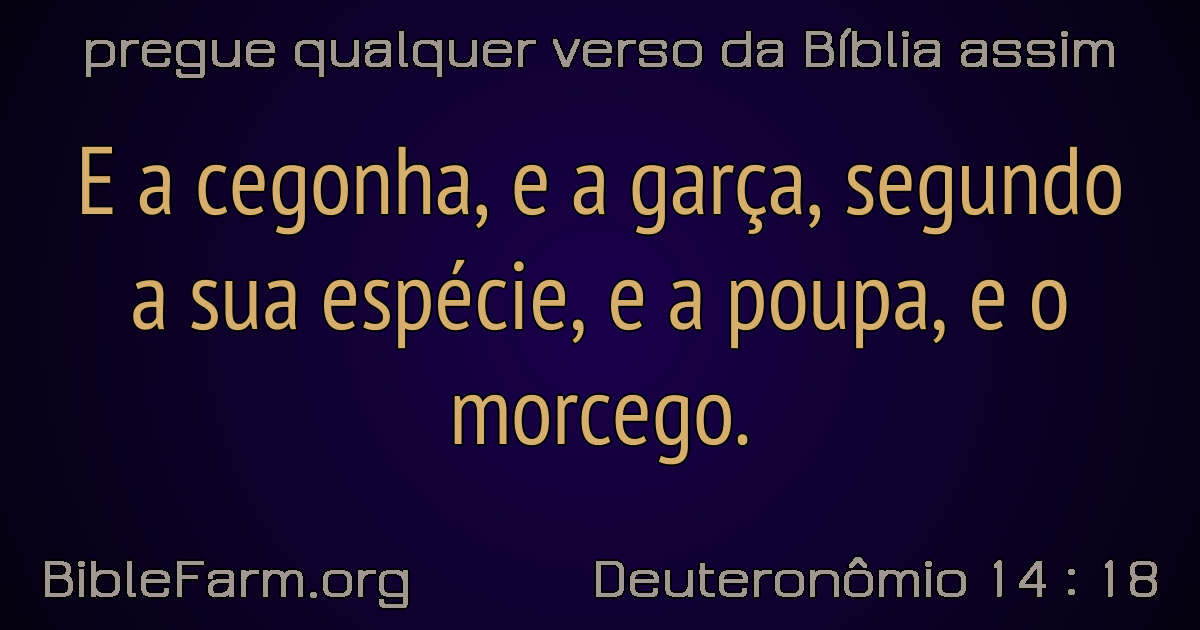 pregue qualquer verso da Bíblia assim
E a cegonha, e a garça, segundo
a sua espécie, e a poupa, e o
morcego.
BibleFarm.org
Deuteronômio 14 : 18